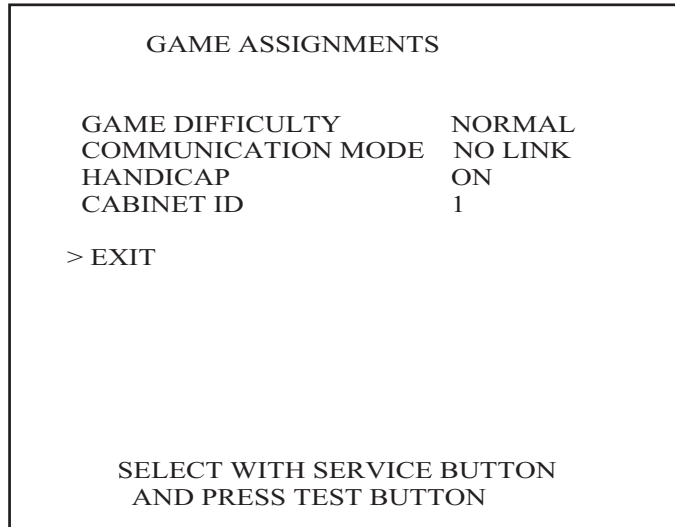 GAME ASSIGNMENTS
GAME DIFFICULTY NORMAL
COMMUNICATION MODE NO LINK
HANDICAP ON
CABINET ID 1
> EXIT
SELECT WITH SERVICE BUTTON
AND PRESS TEST BUTTON